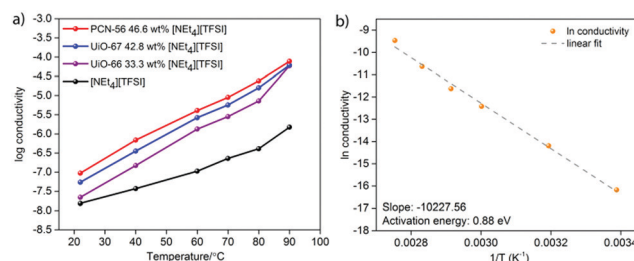 a)
PCN-56 46.6 wt% [NEt4][TFSI]
UiO-67 42.8 wt% [NEt4][TFSI]
UiO-66 33.3 wt% [NEt4][TFSI]
[NEt4][TFSI]
log conductivity
-3.0
-3.5
-4.0
-4.5
-5.0
-5.5
-6.0
-6.5
-7.0
-7.5
-8.0
-8.5
20 30 40 50 60 70 80 90 100
Temperature/°C
b)
ln conductivity
linear fit
ln conductivity
-9
-10
-11
-12
-13
-14
-15
-16
-17
-18
Slope: -10227.56
Activation energy: 0.88 eV
0.0028 0.0030 0.0032 0.0034
1/T (K-1)